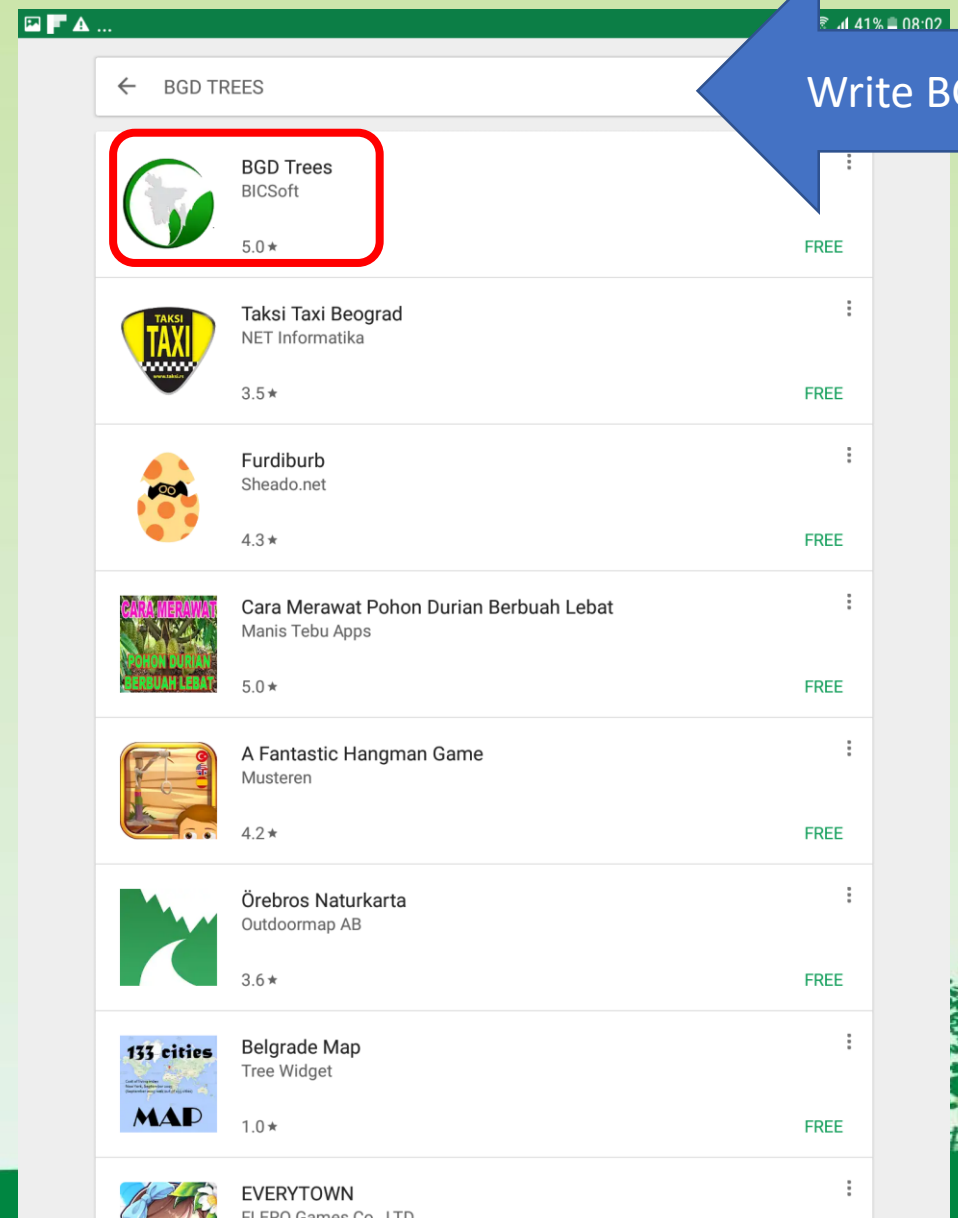 ... 41% 08:02
BGD TREES
Write B
BGD Trees
BICSoft
5.0★ FREE
TAKSI
TAXI
www.taksi.rs
Taksi Taxi Beograd
NET Informatika
3.5★ FREE
Furdiburb
Sheado.net
4.3★ FREE
CARA MERAWAT
POHON DURIAN
BERBUAH LEBAT
Cara Merawat Pohon Durian Berbuah Lebat
Manis Tebu Apps
5.0★ FREE
A Fantastic Hangman Game
Musteren
4.2★ FREE
Örebros Naturkarta
Outdoormap AB
3.6★ FREE
133 cities
MAP
Belgrade Map
Tree Widget
1.0★ FREE
EVERYTOWN